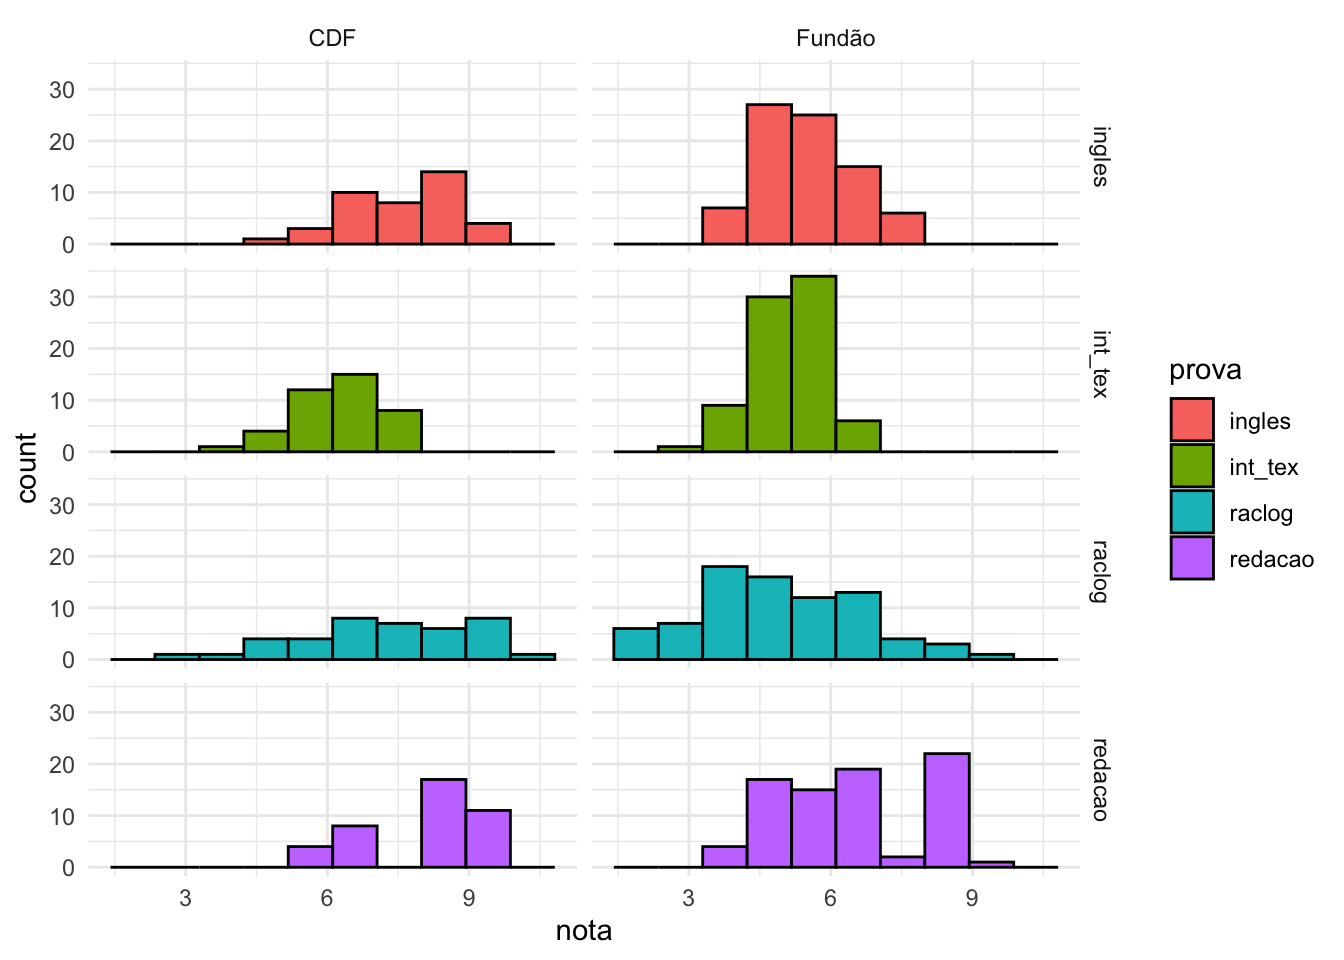 CDF Fundão
30
20
10
0
ingles
30
20
10
0
int_tex
30
20
10
0
raclog
30
20
10
0
redacao
3 6 9 3 6 9
nota
count
prova
ingles
int_tex
raclog
redacao